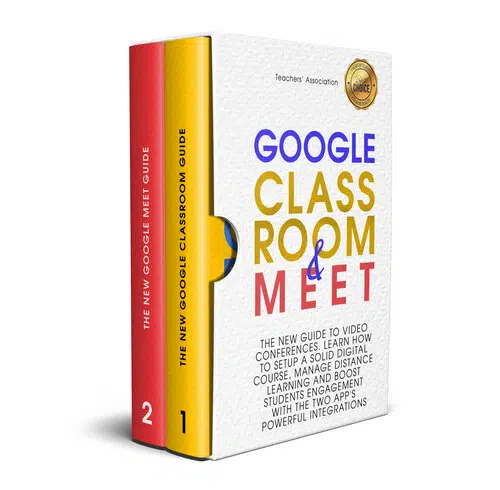 THE NEW GOOGLE MEET GUIDE
2
THE NEW GOOGLE CLASSROOM GUIDE
1
Teachers' Association
CHOICE
GOOGLE
CLASS
ROOM
&
MEET
THE NEW GUIDE TO VIDEO
CONFERENCES. LEARN HOW
TO SETUP A SOLID DIGITAL
COURSE, MANAGE DISTANCE
LEARNING AND BOOST
STUDENTS ENGAGEMENT
WITH THE TWO APP'S
POWERFUL INTEGRATIONS